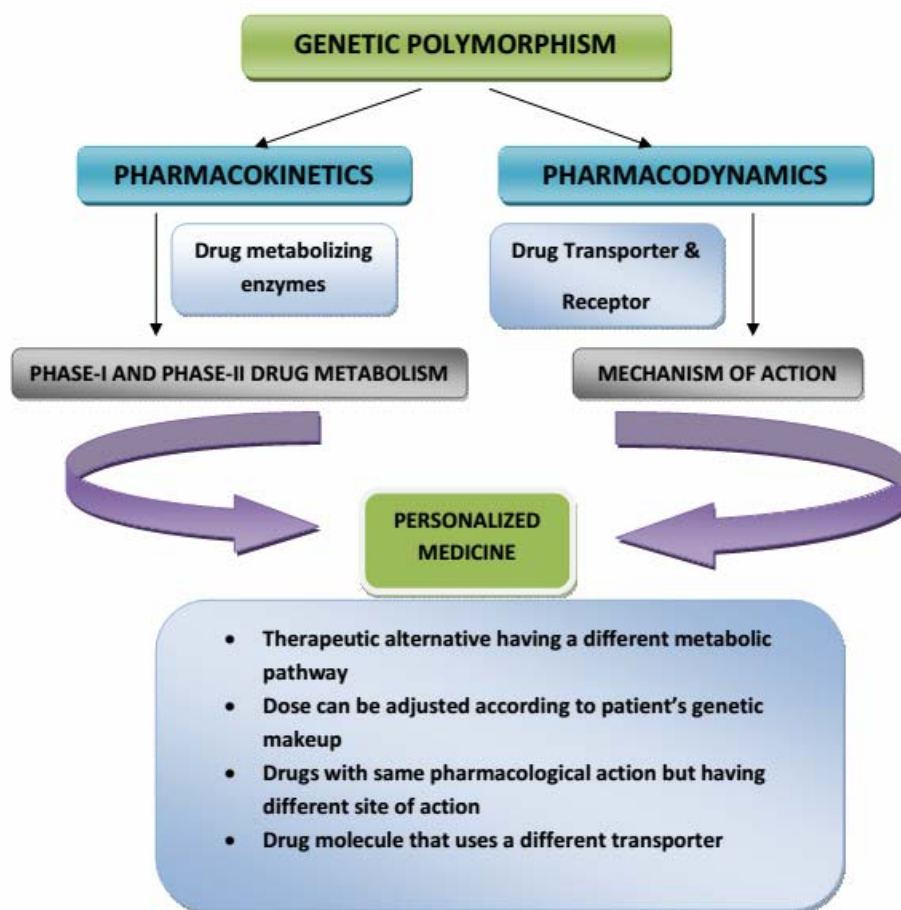 GENETIC POLYMORPHISM
PHARMACOKINETICS
PHARMACODYNAMICS
Drug metabolizing
enzymes
Drug Transporter &
Receptor
PHASE-I AND PHASE-II DRUG METABOLISM
MECHANISM OF ACTION
PERSONALIZED
MEDICINE
• Therapeutic alternative having a different metabolic
pathway
• Dose can be adjusted according to patient’s genetic
makeup
• Drugs with same pharmacological action but having
different site of action
• Drug molecule that uses a different transporter